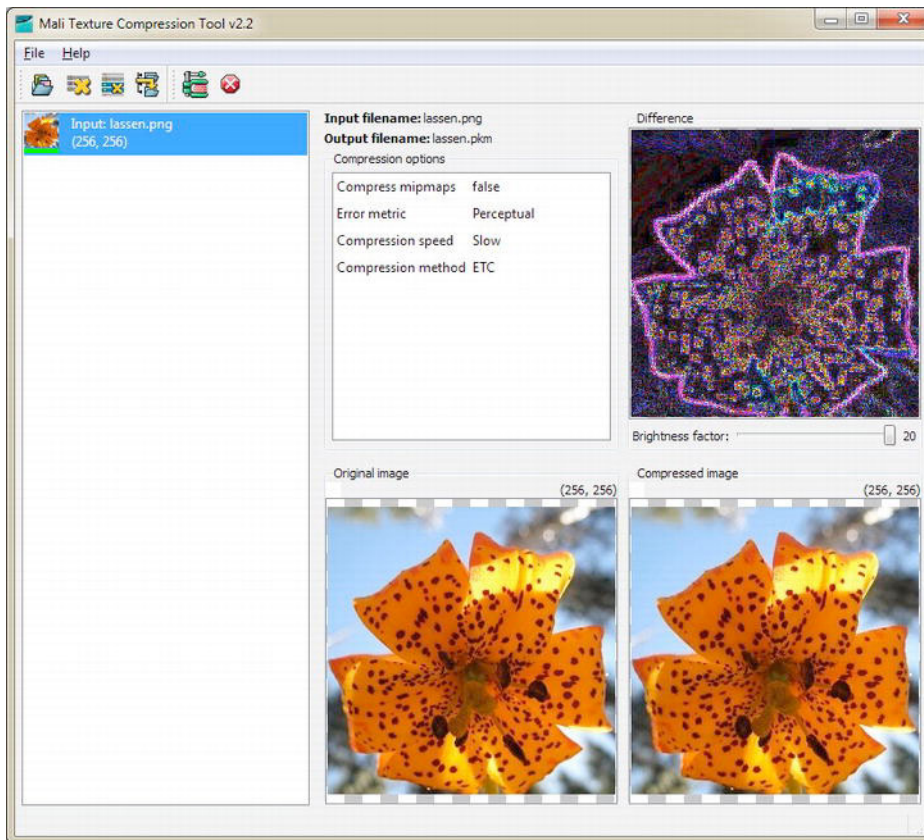 Mali Texture Compression Tool v2.2
File Help
Input: lassen.png
(256, 256)
Input filename: lassen.png
Output filename: lassen.pkm
Compression options
Compress mipmaps false
Error metric Perceptual
Compression speed Slow
Compression method ETC
Difference
Brightness factor: 20
Original image
(256, 256)
Compressed image
(256, 256)